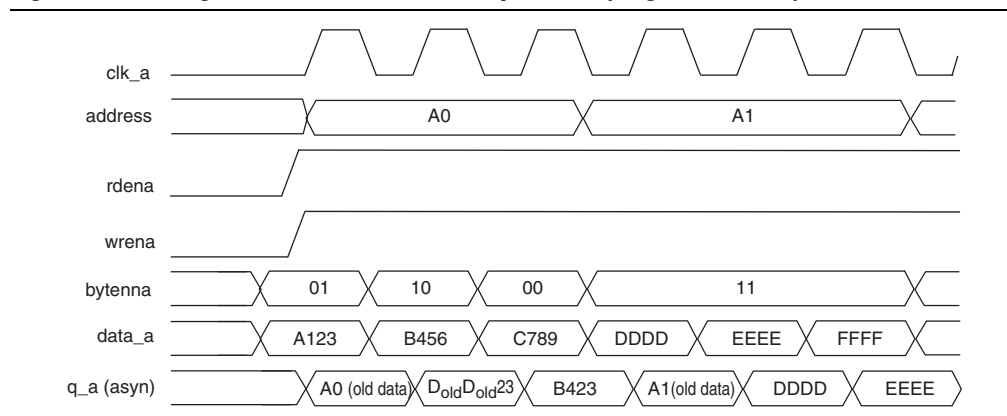 clk_a
address A0 A1
rdena
wrena
bytenna 01 10 00 11
data_a A123 B456 C789 DDDD EEEE FFFF
q_a (asyn) A0 (old data) DoldDold23 B423 A1(old data) DDDD EEEE